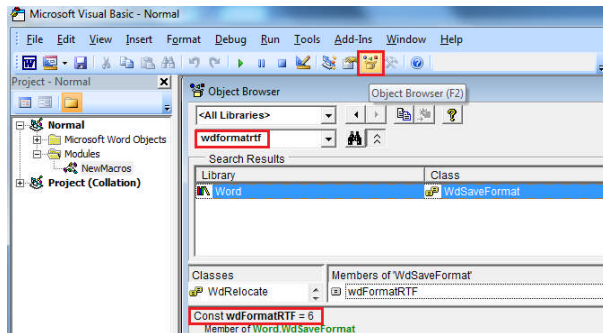 Microsoft Visual Basic - Normal
File Edit View Insert Format Debug Run Tools Add-Ins Window Help
Project - Normal
Object Browser
Object Browser (F2)
<All Libraries>
wdformatrtf
Search Results
Library Class
Word WdSaveFormat
Normal
Microsoft Word Objects
Modules
NewMacros
Project (Collation)
Classes Members of 'WdSaveFormat'
WdRelocate wdFormatRTF
Const wdFormatRTF = 6
Member of Word.WdSaveFormat